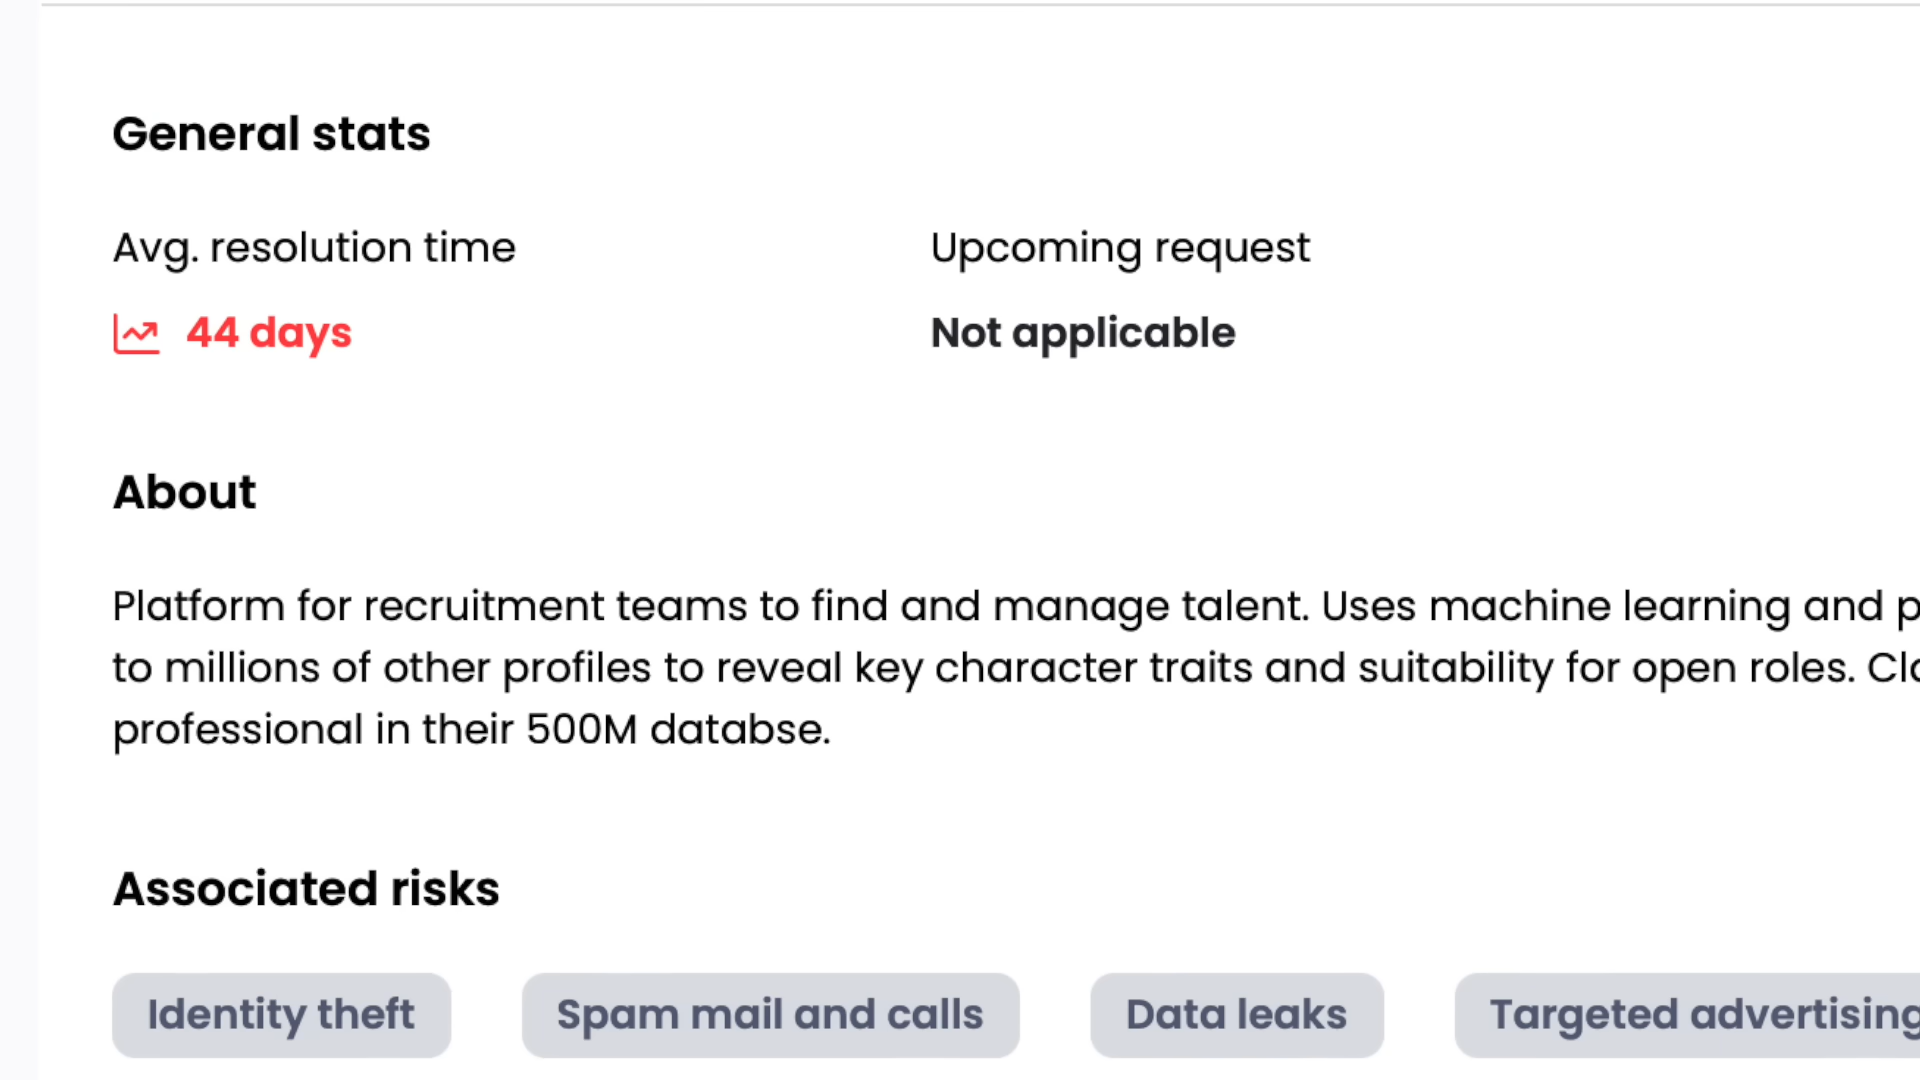 General stats
Avg. resolution time
Upcoming request
44 days
Not applicable
About
Platform for recruitment teams to find and manage talent. Uses machine learning and
to millions of other profiles to reveal key character traits and suitability for open roles.
professional in their 500M databse.
Associated risks
Identity theft
Spam mail and calls
Data leaks
Targeted advertising